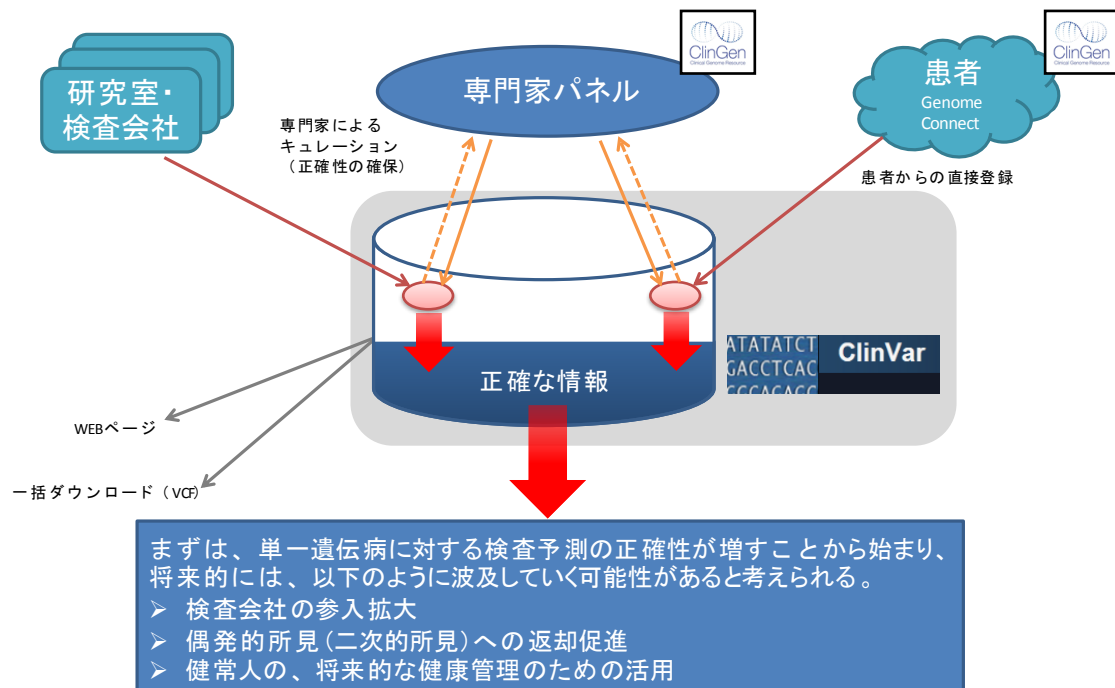 研究室・
検査会社
専門家パネル
ClinGen
Clinical Genome Resource
患者
Genome
Connect
ClinGen
Clinical Genome Resource
専門家による
キュレーション
（正確性の確保）
患者からの直接登録
正確な情報
ATATATCT
GACCTCAC
CCCACACC
ClinVar
WEBページ
一括ダウンロード（VCF）
まずは、単一遺伝病に対する検査予測の正確性が増すことから始まり、
将来的には、以下のように波及していく可能性があると考えられる。
➢ 検査会社の参入拡大
➢ 偶発的所見(二次的所見)への返却促進
➢ 健常人の、将来的な健康管理のための活用